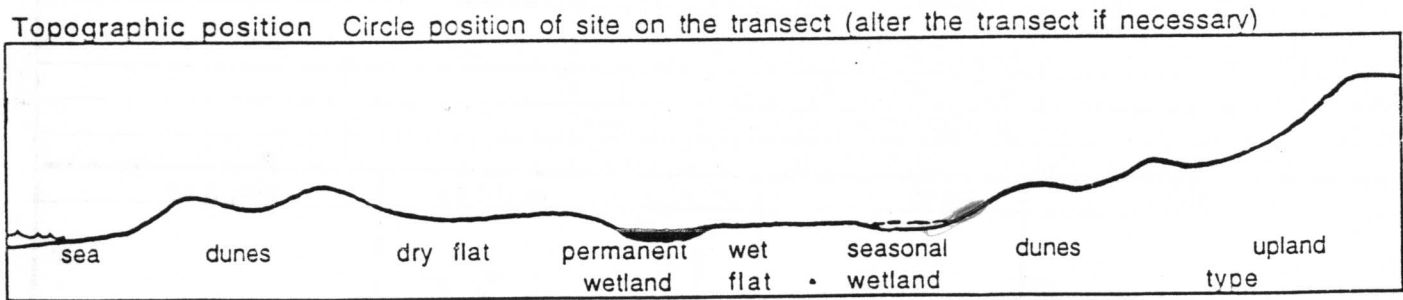 Topographic position Circle position of site on the transect (alter the transect if necessary)
sea dunes dry flat permanent wet seasonal dunes upland
wetland flat • wetland type